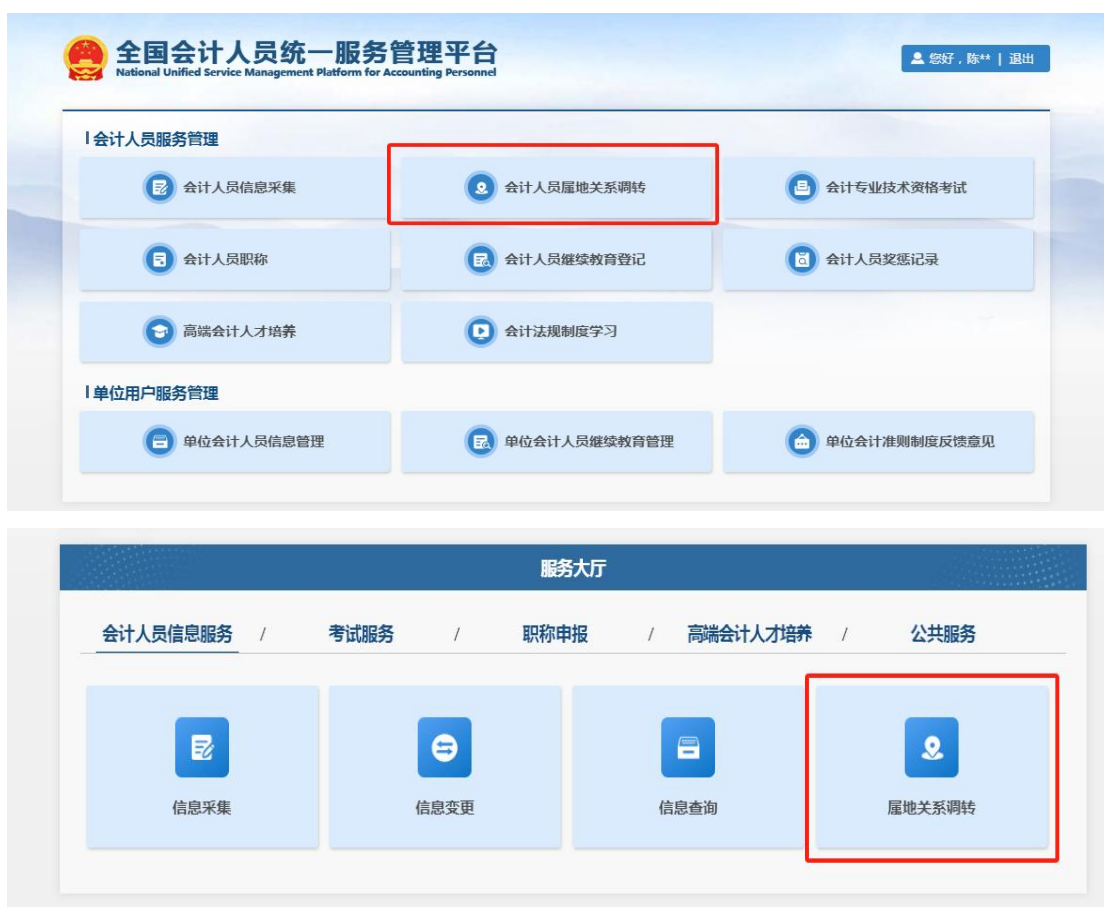 全国会计人员统一服务管理平台
National Unified Service Management Platform for Accounting Personnel
您好，陈** | 退出
会计人员服务管理
会计人员信息采集
会计人员属地关系调转
会计专业技术资格考试
会计人员职称
会计人员继续教育登记
会计人员奖惩记录
高端会计人才培养
会计法规制度学习
单位用户服务管理
单位会计人员信息管理
单位会计人员继续教育管理
单位会计准则制度反馈意见
服务大厅
会计人员信息服务 / 考试服务 / 职称申报 / 高端会计人才培养 / 公共服务
信息采集
信息变更
信息查询
属地关系调转